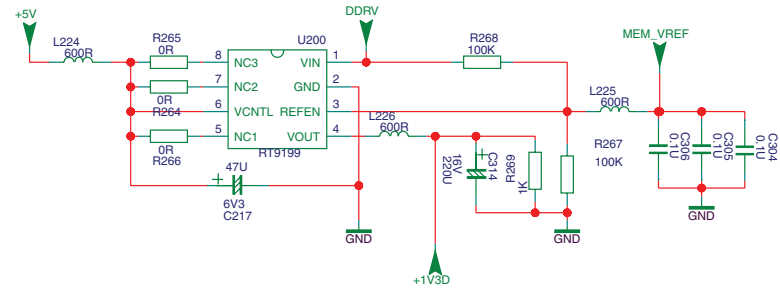 +5V
L224
600R
R265
0R
0R
R264
0R
R266
U200
8
7
6
5
NC3
NC2
VCNTL
NC1
VIN
GND
REFEN
VOUT
1
2
3
4
RT9199
47U
+
6V3
C217
GND
DDRV
R268
100K
L226
600R
+
16V
220U
C314
R269
1K
+1V3D
GND
R267
100K
L225
600R
MEM_VREF
C306
0.1U
C305
0.1U
C304
0.1U
GND